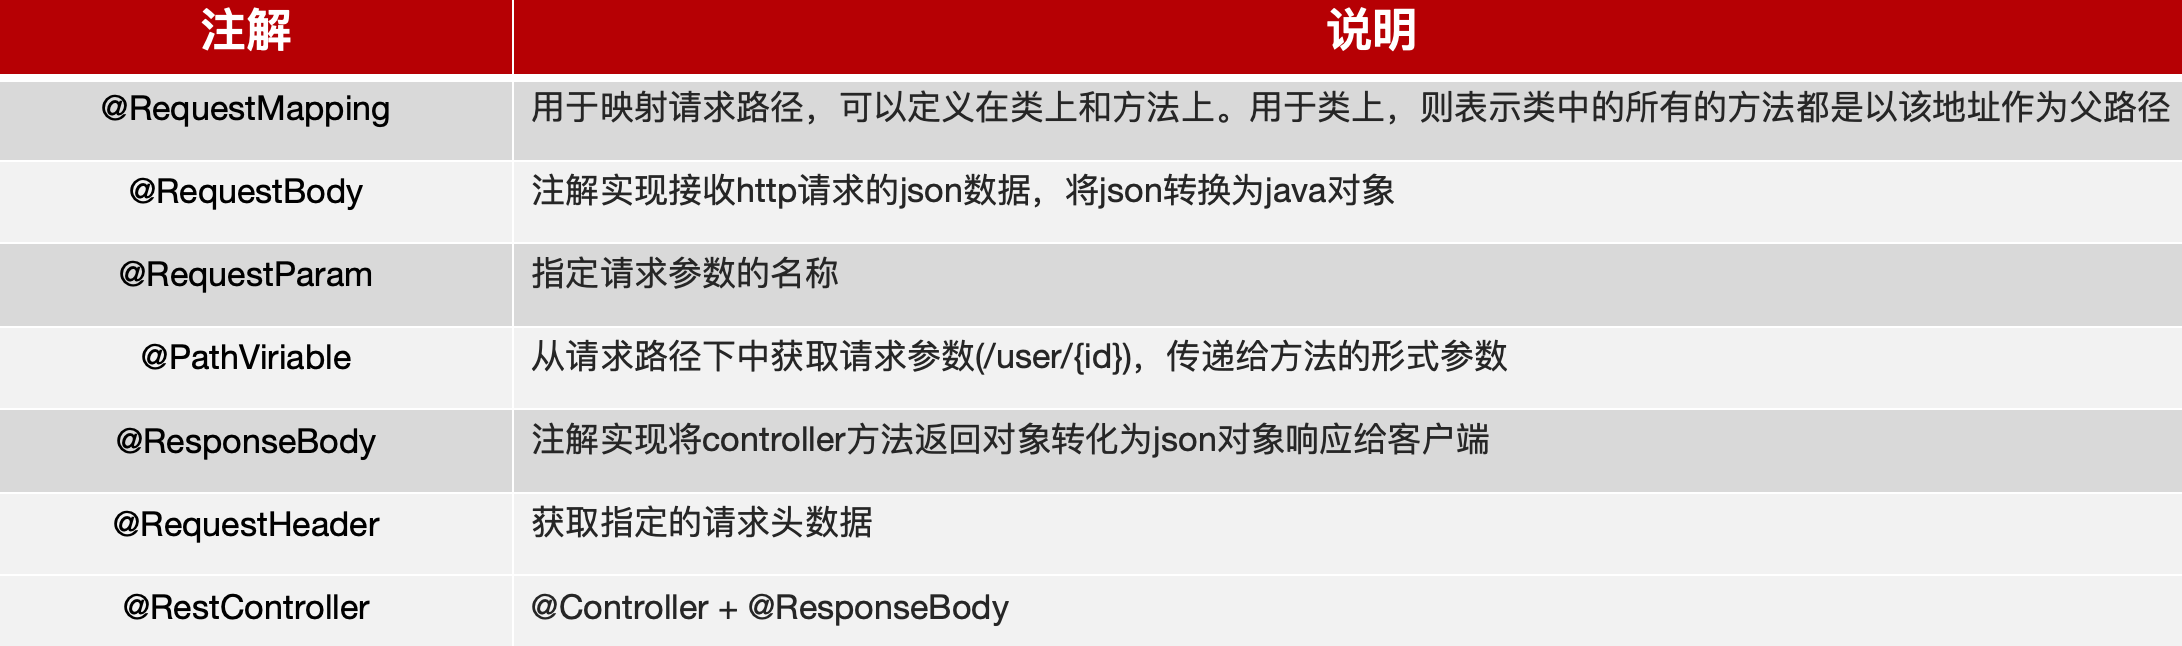 注解 说明
@RequestMapping 用于映射请求路径，可以定义在类上和方法上。用于类上，则表示类中的所有的方法都是以该地址作为父路径
@RequestBody 注解实现接收http请求的json数据，将json转换为java对象
@RequestParam 指定请求参数的名称
@PathViriable 从请求路径下中获取请求参数(/user/{id})，传递给方法的形式参数
@ResponseBody 注解实现将controller方法返回对象转化为json对象响应给客户端
@RequestHeader 获取指定的请求头数据
@RestController @Controller + @ResponseBody